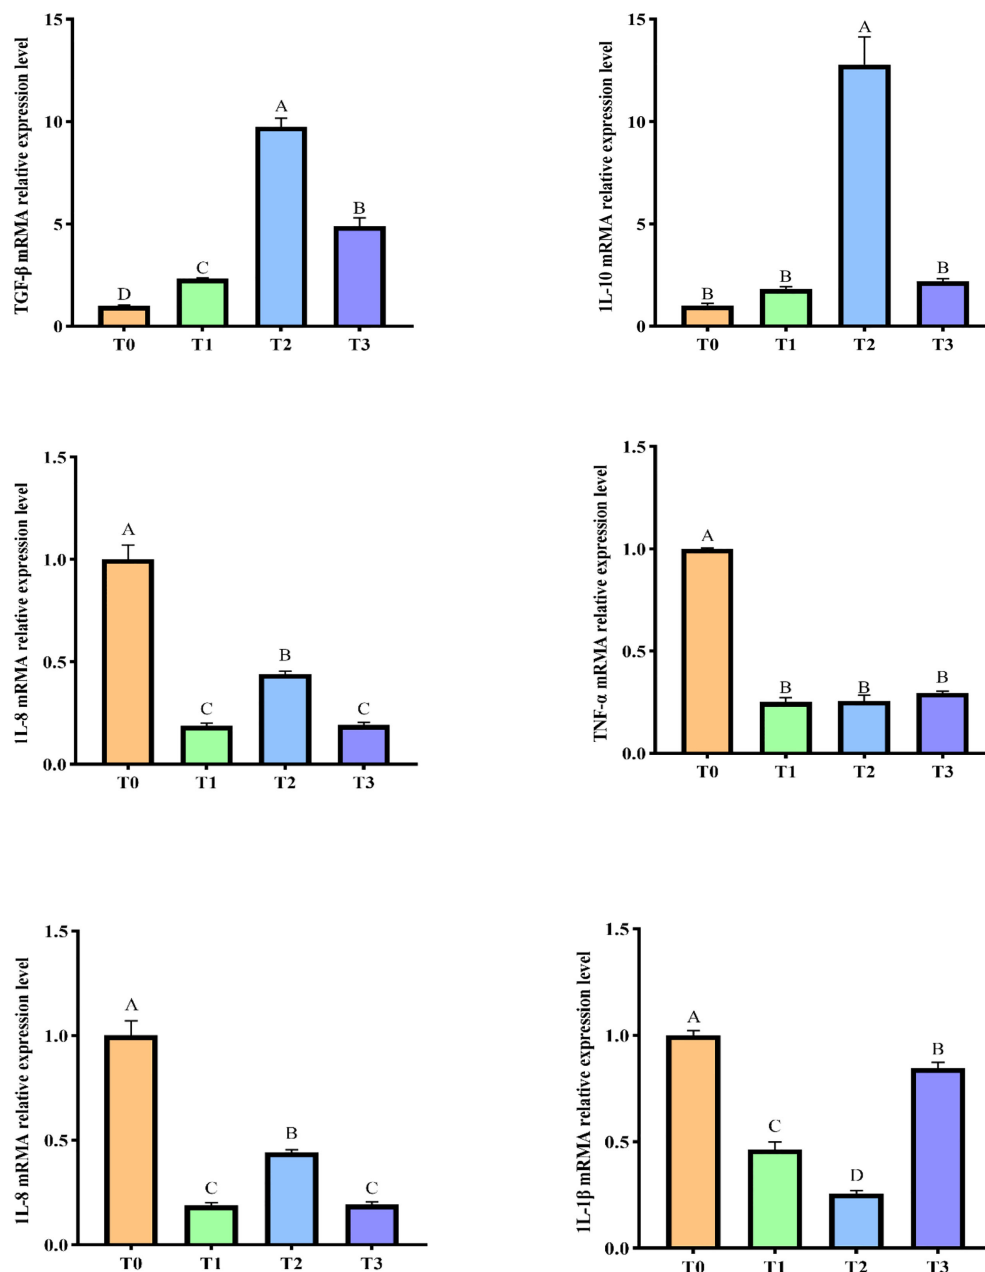 TGF-β mRMA relative expression level
15
10
5
0
D
C
A
B
T0 T1 T2 T3
1L-10 mRMA relative expression level
15
10
5
0
B
B
A
B
T0 T1 T2 T3
1L-8 mRMA relative expression level
1.5
1.0
0.5
0.0
A
C
B
C
T0 T1 T2 T3
TNF-α mRMA relative expression level
1.5
1.0
0.5
0.0
A
B
B
B
T0 T1 T2 T3
1L-8 mRMA relative expression level
1.5
1.0
0.5
0.0
A
C
B
C
T0 T1 T2 T3
1L-1β mRMA relative expression level
1.5
1.0
0.5
0.0
A
C
D
B
T0 T1 T2 T3